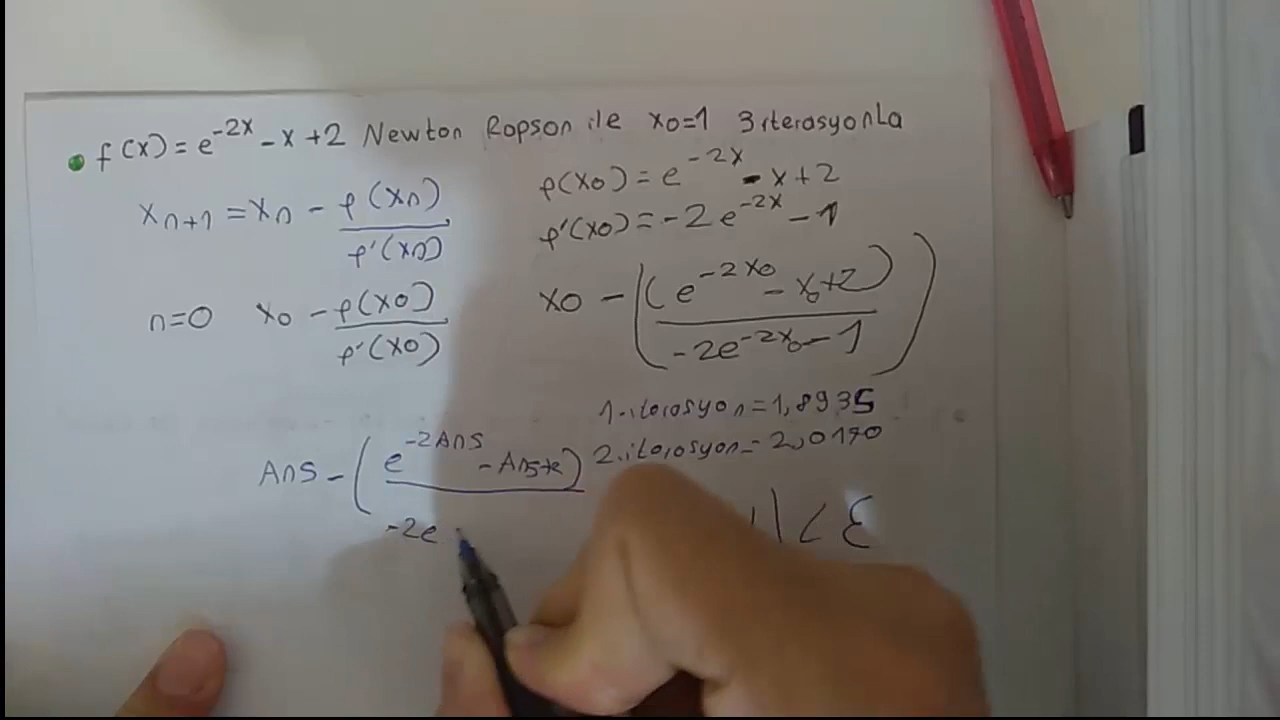 f(x) = e^-2x - x + 2 Newton Rapson ile x0=1 3 iterasyonla
x n+1 = xn - f(xn) / f'(xn)
f(x0) = e^-2x - x + 2
f'(x0) = -2e^-2x - 1
n=0 x0 - f(x0) / f'(x0)
x0 - ((e^-2x0 - x0 + 2) / -2e^-2x0 - 1)
1.iterasyon = 1,8935
2.iterasyon = 2,0170
Ans - (e^-2Ans - Ans+2) / -2e
| < ε